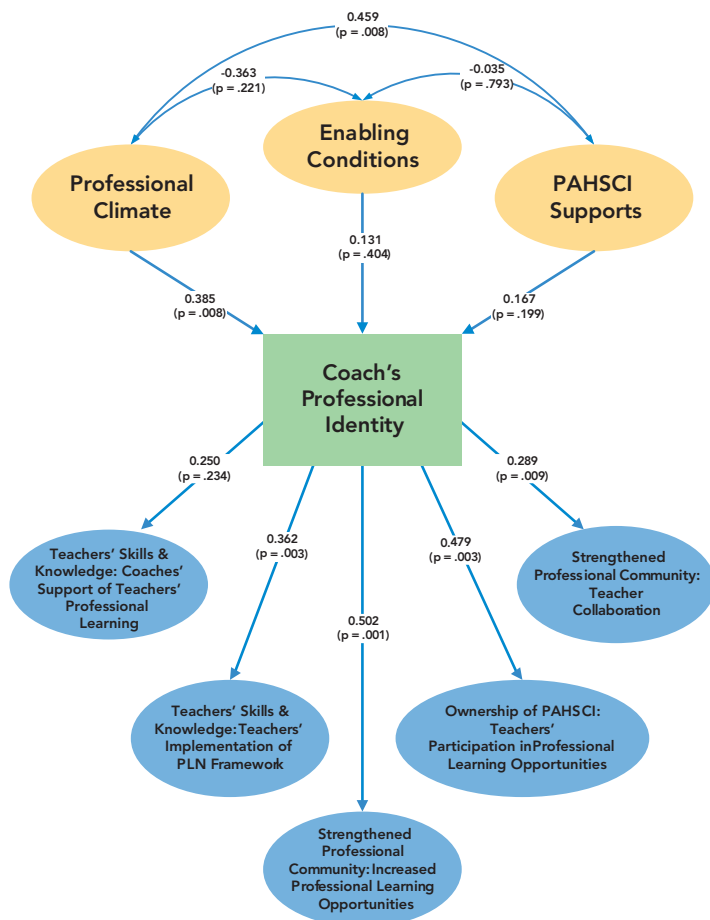 0.459
(p = .008)
-0.363
(p = .221)
-0.035
(p = .793)
Enabling
Conditions
Professional
Climate
PAHSCI
Supports
0.131
(p = .404)
0.385
(p = .008)
0.167
(p = .199)
Coach's
Professional
Identity
0.250
(p = .234)
0.289
(p = .009)
0.362
(p = .003)
0.479
(p = .003)
Teachers' Skills &
Knowledge: Coaches'
Support of Teachers'
Professional
Learning
Strengthened
Professional Community:
Teacher
Collaboration
0.502
(p = .001)
Teachers' Skills &
Knowledge:Teachers'
Implementation of
PLN Framework
Ownership of PAHSCI:
Teachers'
Participation inProfessional
Learning Opportunities
Strengthened
Professional
Community:Increased
Professional Learning
Opportunities